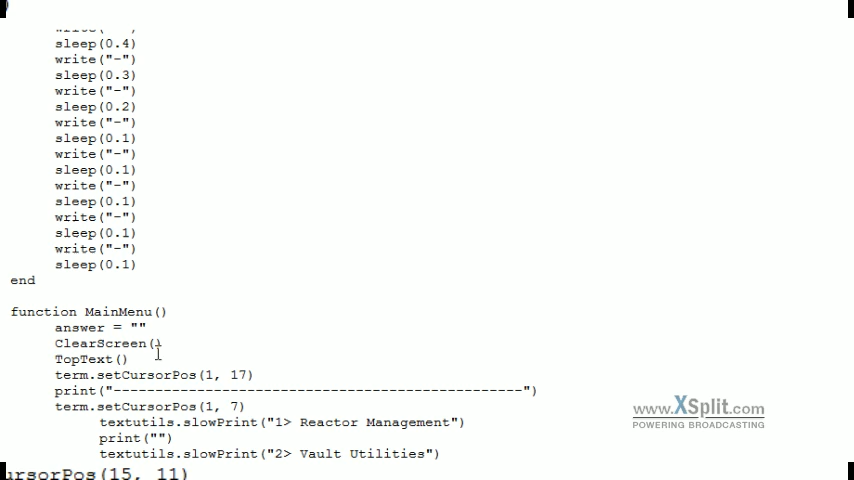 )
write("-")
sleep(0.4)
write("-")
sleep(0.3)
write("-")
sleep(0.2)
write("-")
sleep(0.1)
write("-")
sleep(0.1)
write("-")
sleep(0.1)
write("-")
sleep(0.1)
write("-")
sleep(0.1)
end
function MainMenu()
answer = ""
ClearScreen()
TopText()
term.setCursorPos(1, 17)
print("--------------------------------------------------")
term.setCursorPos(1, 7)
textutils.slowPrint("1> Reactor Management")
print("")
textutils.slowPrint("2> Vault Utilities")
ursorPos(15, 11)
www.XSplit.com
POWERING BROADCASTING